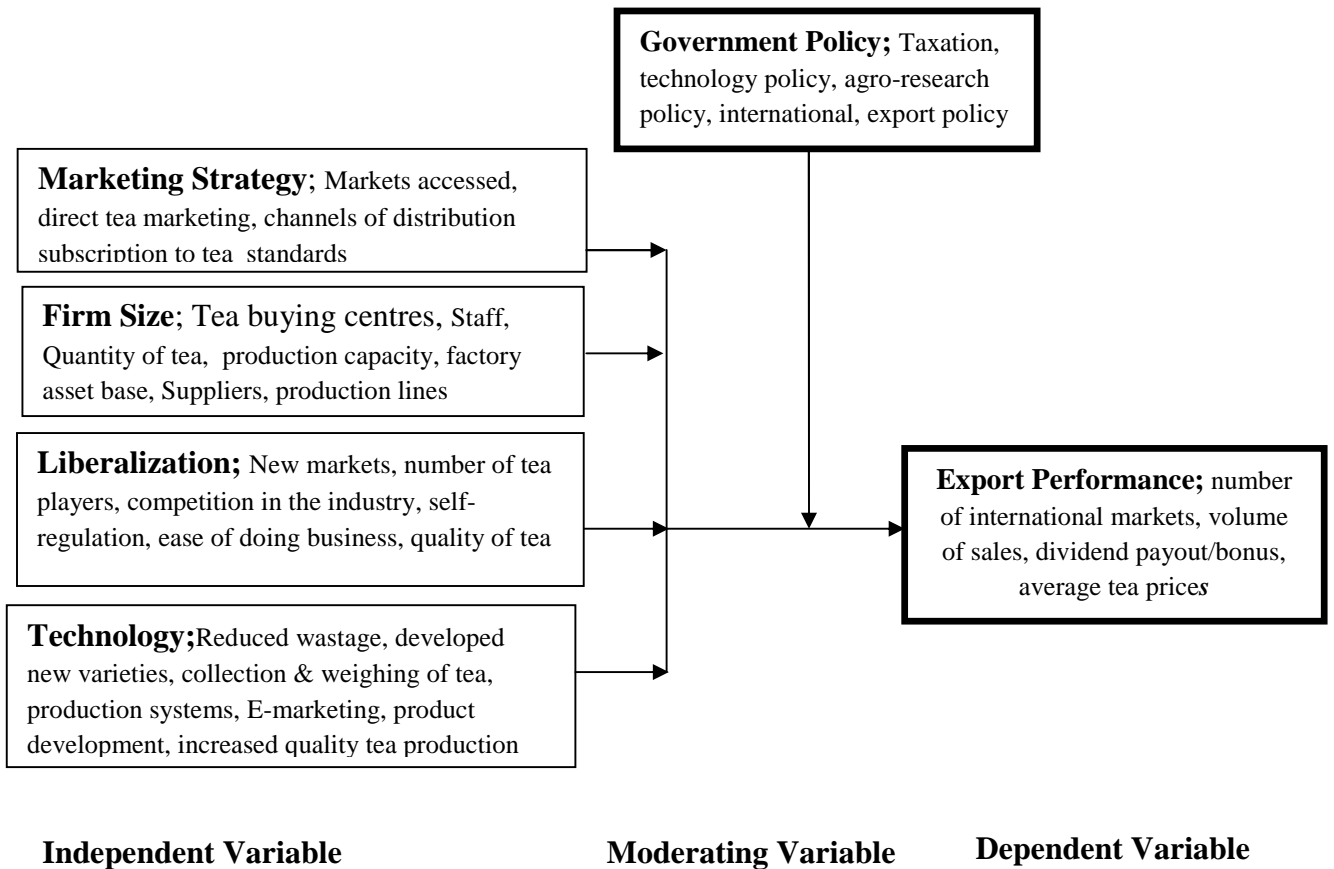 Government Policy; Taxation,
technology policy, agro-research
policy, international, export policy
Marketing Strategy; Markets accessed,
direct tea marketing, channels of distribution
subscription to tea standards
Firm Size; Tea buying centres, Staff,
Quantity of tea, production capacity, factory
asset base, Suppliers, production lines
Liberalization; New markets, number of tea
players, competition in the industry, self-
regulation, ease of doing business, quality of tea
Export Performance; number
of international markets, volume
of sales, dividend payout/bonus,
average tea prices
Technology;Reduced wastage, developed
new varieties, collection & weighing of tea,
production systems, E-marketing, product
development, increased quality tea production
Independent Variable
Moderating Variable
Dependent Variable